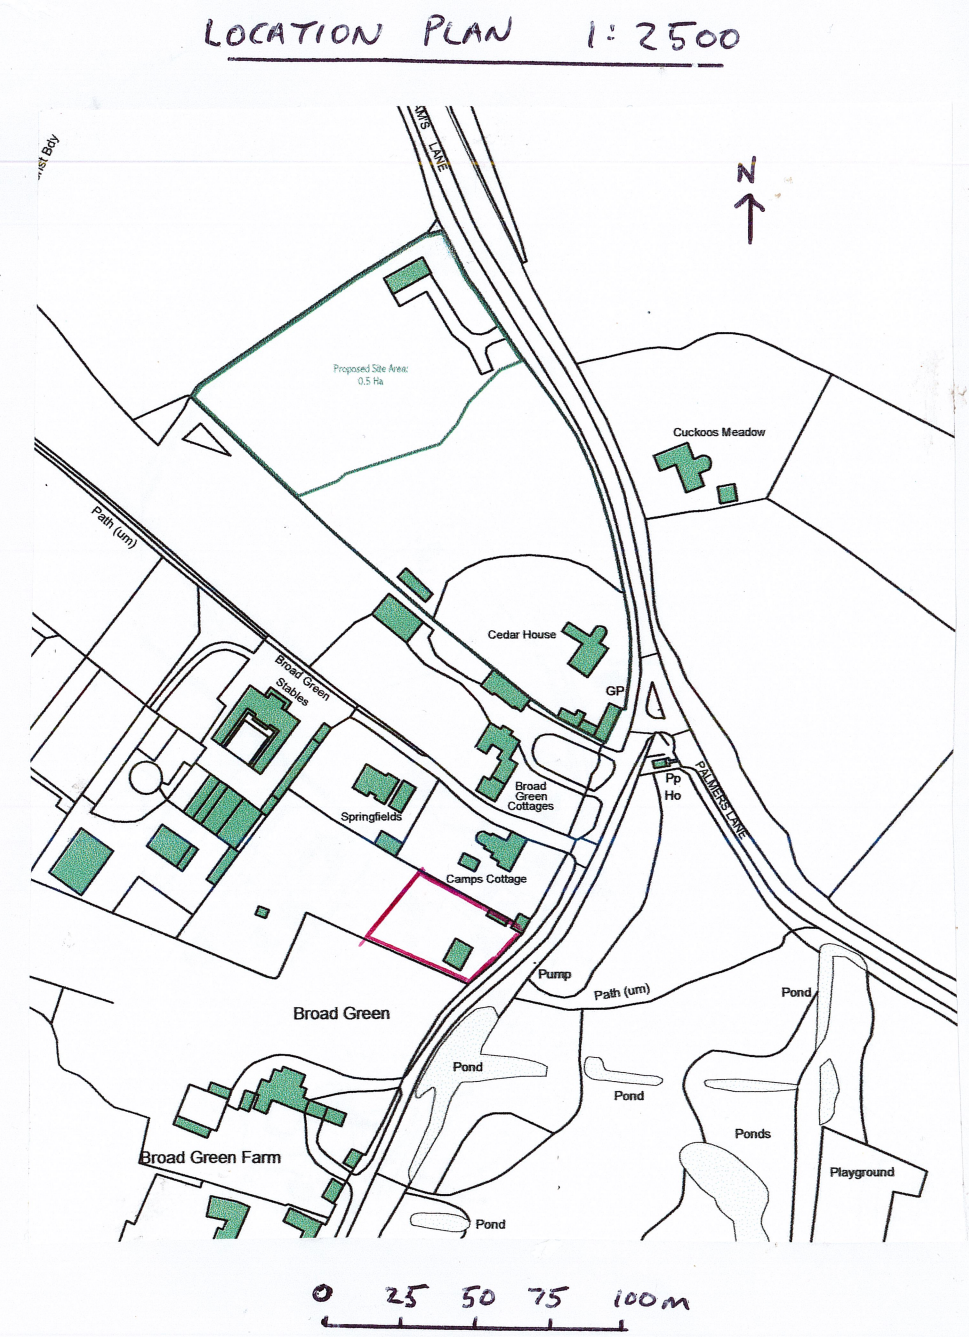 LOCATION PLAN 1:2500
N
LANE
Proposed Site Area:
0.5 Ha
Cuckoos Meadow
Path (um)
Cedar House
Broad Green
Stables
GP
Pp
Ho
PALMERS LANE
Broad
Green
Cottages
Springfields
Camps Cottage
Pump
Path (um)
Pond
Broad Green
Pond
Pond
Ponds
Broad Green Farm
Playground
Pond
0 25 50 75 100m